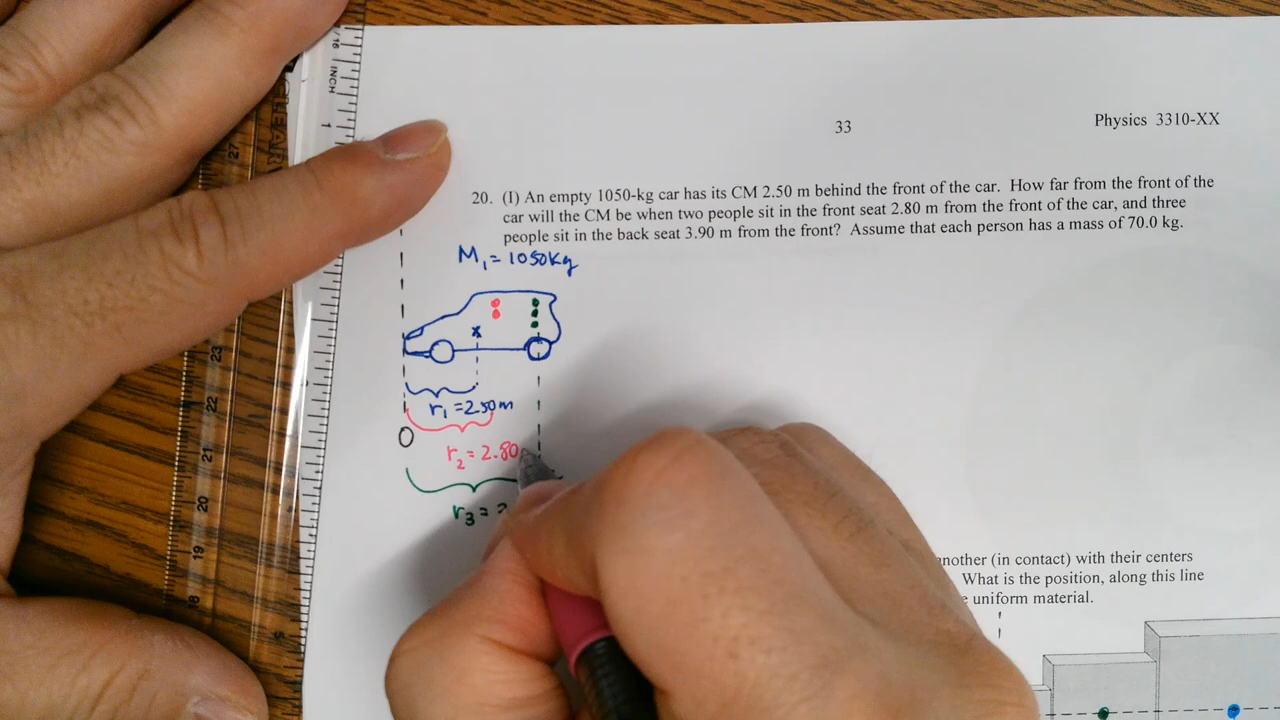 33
Physics 3310-XX
20. (I) An empty 1050-kg car has its CM 2.50 m behind the front of the car. How far from the front of the
car will the CM be when two people sit in the front seat 2.80 m from the front of the car, and three
people sit in the back seat 3.90 m from the front? Assume that each person has a mass of 70.0 kg.
M₁ = 1050Kg
r₁ = 2.50m
O
r₂ = 2.80
r₃ =
another (in contact) with their centers
What is the position, along this line
uniform material.
1/16 INCH
1
27
23
22
21
20
19